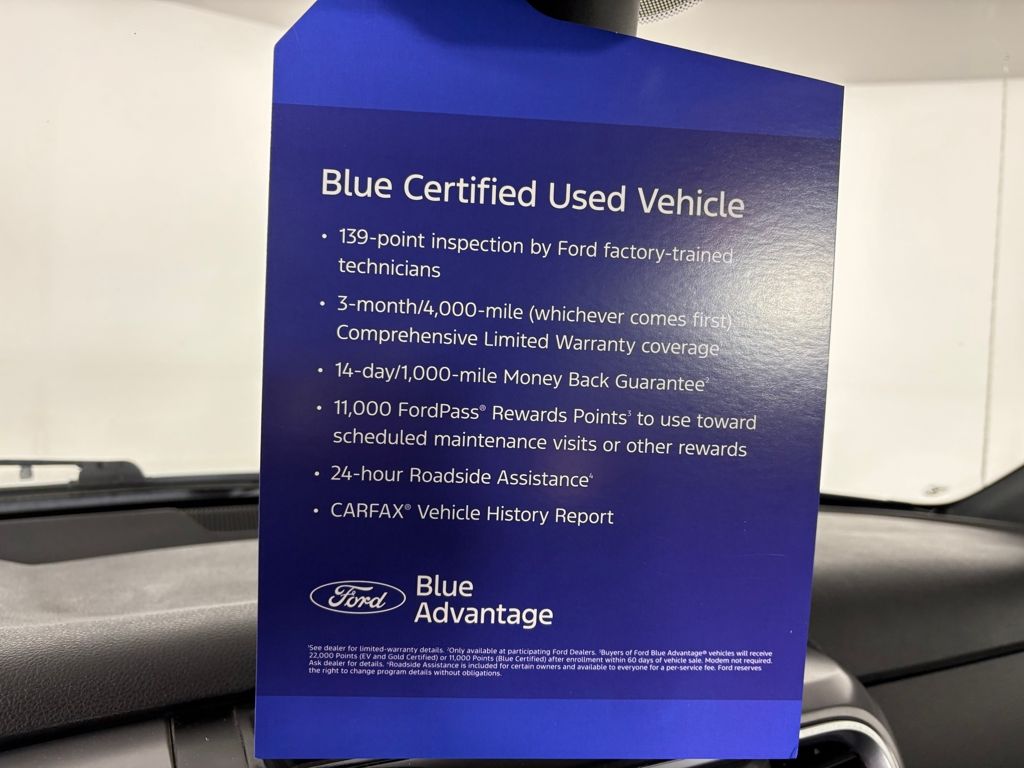 Blue Certified Used Vehicle
• 139-point inspection by Ford factory-trained
technicians
• 3-month/4,000-mile (whichever comes first)
Comprehensive Limited Warranty coverage
• 14-day/1,000-mile Money Back Guarantee²
• 11,000 FordPass® Rewards Points³ to use toward
scheduled maintenance visits or other rewards
• 24-hour Roadside Assistance⁴
• CARFAX® Vehicle History Report
Ford
Blue
Advantage
¹See dealer for limited-warranty details. ²Only available at participating Ford Dealers. ³Buyers of Ford Blue Advantage® vehicles will receive
22,000 Points (EV and Gold Certified) or 11,000 Points (Blue Certified) after enrollment within 60 days of vehicle sale. Modem not required.
Ask dealer for details. ⁴Roadside Assistance is included for certain owners and available to everyone for a per-service fee. Ford reserves
the right to change program details without obligations.